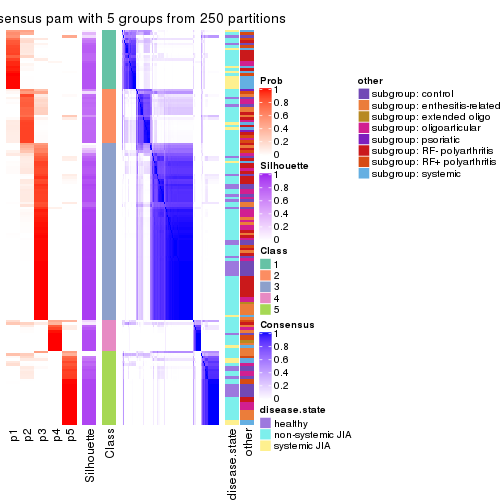 sensus pam with 5 groups from 250 partitions
Prob
1
0.8
0.6
0.4
0.2
0
Silhouette
1
0.8
0.6
0.4
0.2
0
Class
1
2
3
4
5
Consensus
1
0.8
0.6
0.4
0.2
0
disease.state
healthy
non-systemic JIA
systemic JIA
other
subgroup: control
subgroup: enthesitis-related
subgroup: extended oligo
subgroup: oligoarticular
subgroup: psoriatic
subgroup: RF- polyarthritis
subgroup: RF+ polyarthritis
subgroup: systemic
p1
p2
p3
p4
p5
Silhouette
Class
disease.state
other